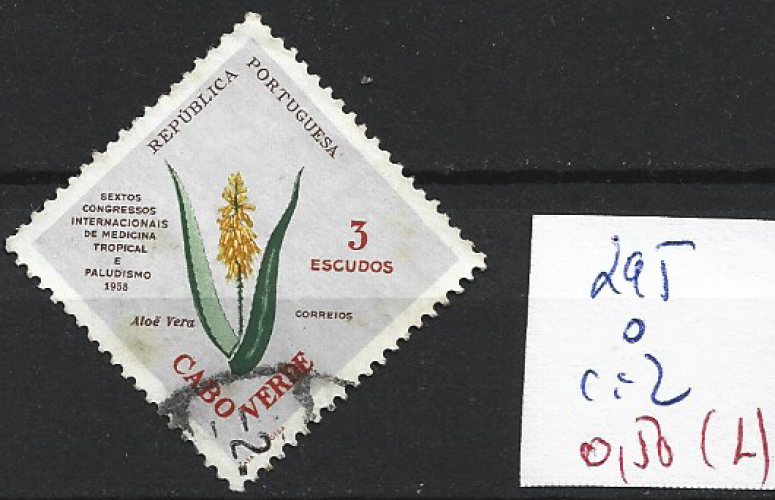 REPÚBLICA PORTUGUESA
SEXTOS
CONGRESSOS
INTERNACIONAIS
DE MEDICINA
TROPICAL
E
PALUDISMO
1958
3
ESCUDOS
Aloë Vera
CORREIOS
CABO VERDE
295
0
c:2
0,50 (L)